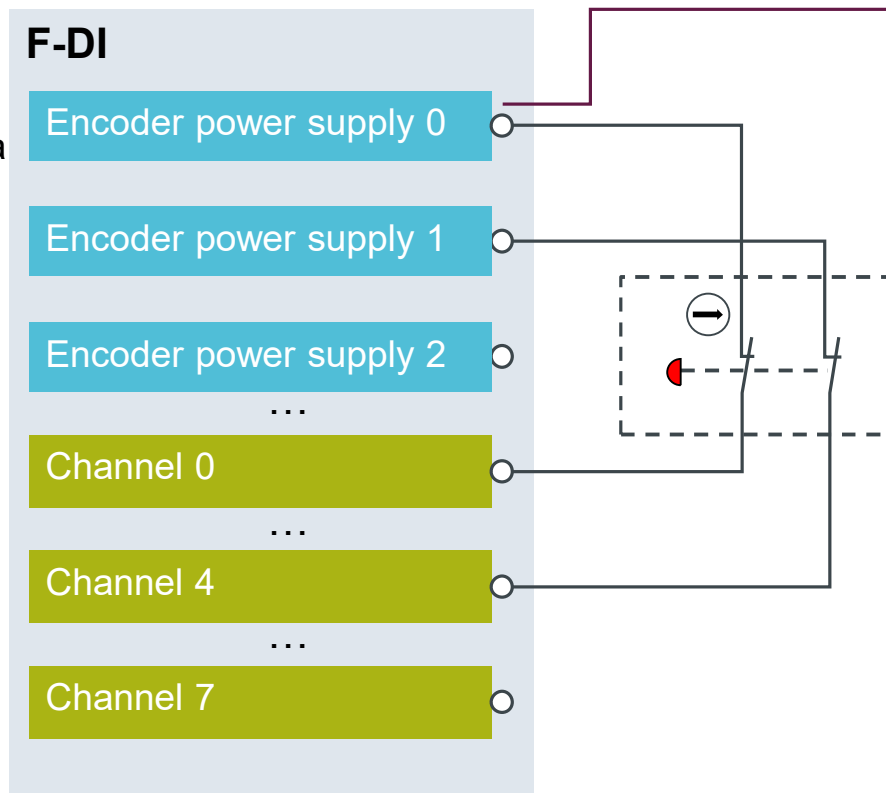 F-DI
Encoder power supply 0
a
Encoder power supply 1
Encoder power supply 2
...
Channel 0
...
Channel 4
...
Channel 7